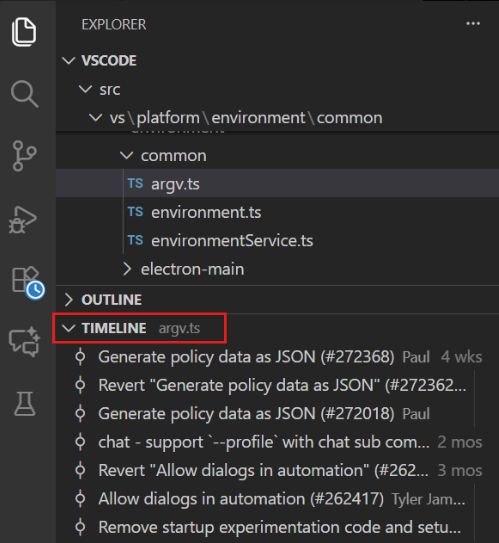 EXPLORER ...
VSCODE
src
vs\platform\environment\common
environment
common
TS argv.ts
TS environment.ts
TS environmentService.ts
electron-main
OUTLINE
TIMELINE argv.ts
Generate policy data as JSON (#272368) Paul 4 wks
Revert "Generate policy data as JSON" (#272362...
Generate policy data as JSON (#272018) Paul
chat - support `--profile` with chat sub com... 2 mos
Revert "Allow dialogs in automation" (#262... 3 mos
Allow dialogs in automation (#262417) Tyler Jam...
Remove startup experimentation code and setu...